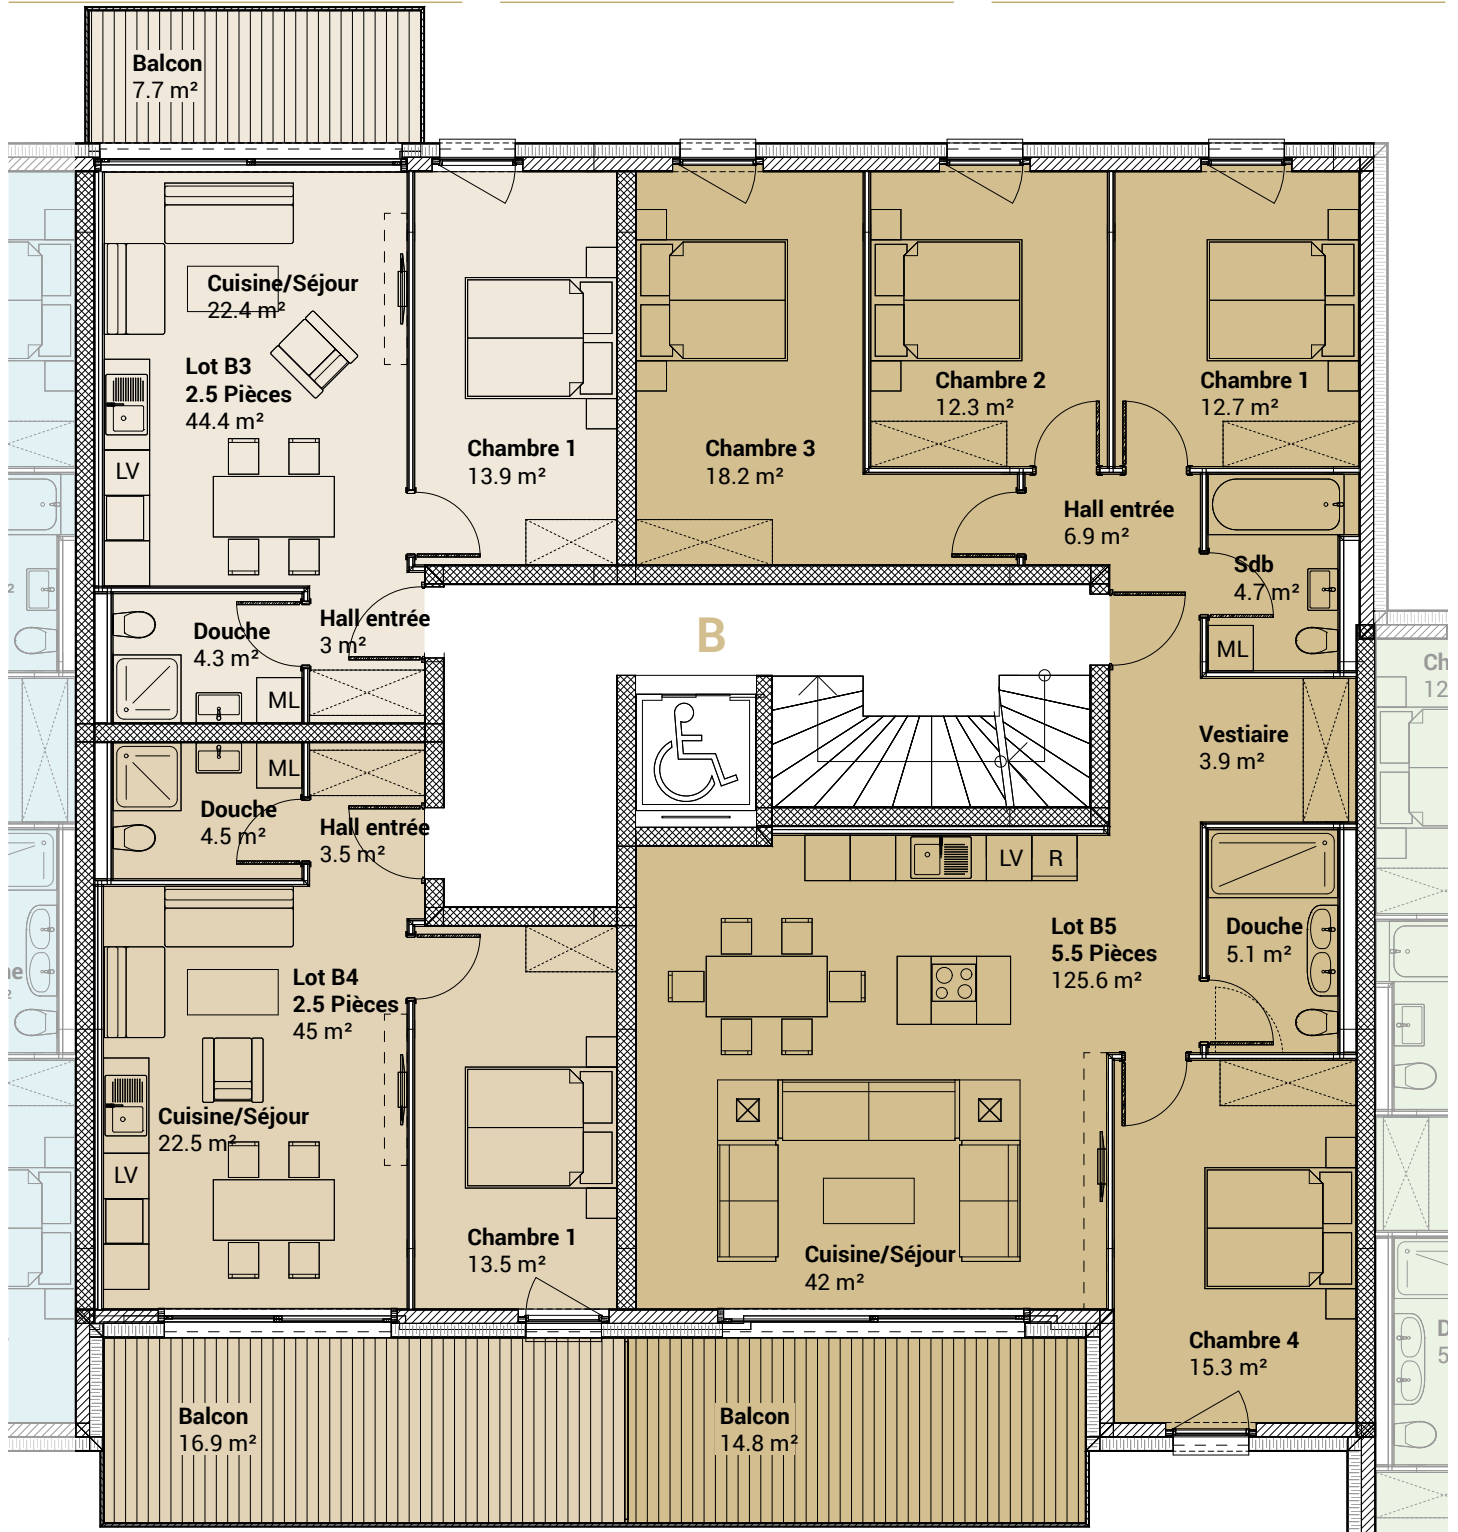 Balcon
7.7 m²
Cuisine/Séjour
22.4 m²
Lot B3
2.5 Pièces
44.4 m²
LV
Chambre 1
13.9 m²
Chambre 3
18.2 m²
Chambre 2
12.3 m²
Chambre 1
12.7 m²
Hall entrée
6.9 m²
Sdb
4.7 m²
ML
Douche
4.3 m²
Hall entrée
3 m²
ML
B
Vestiaire
3.9 m²
ML
Douche
4.5 m²
Hall entrée
3.5 m²
LV
R
Lot B5
5.5 Pièces
125.6 m²
Douche
5.1 m²
Lot B4
2.5 Pièces
45 m²
Cuisine/Séjour
22.5 m²
LV
Chambre 1
13.5 m²
Cuisine/Séjour
42 m²
Chambre 4
15.3 m²
Balcon
16.9 m²
Balcon
14.8 m²
Ch
12
D
5